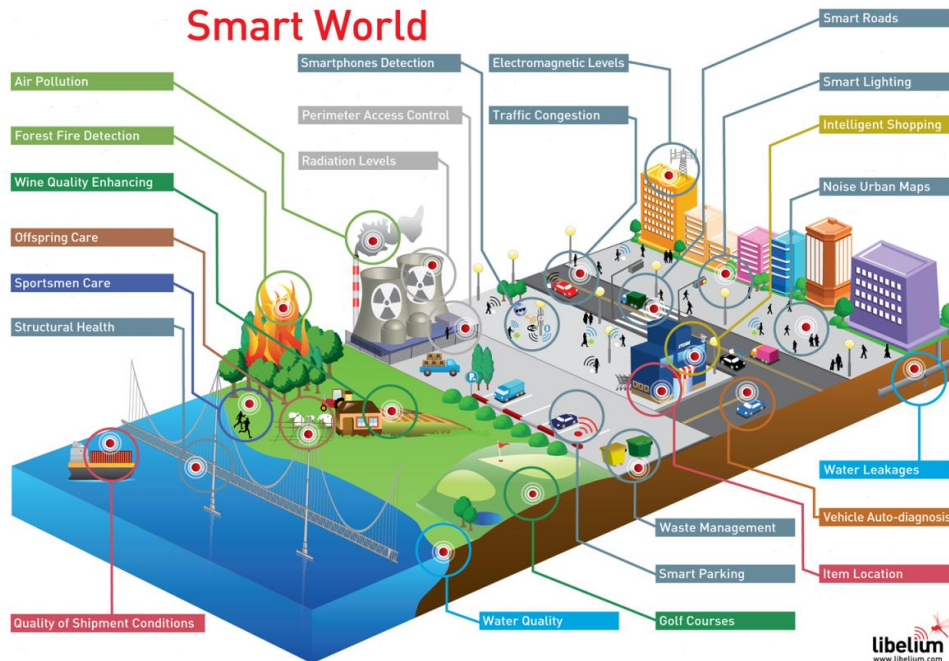 Smart World
Air Pollution
Forest Fire Detection
Wine Quality Enhancing
Offspring Care
Sportsmen Care
Structural Health
Quality of Shipment Conditions
Smartphones Detection
Perimeter Access Control
Radiation Levels
Electromagnetic Levels
Traffic Congestion
Smart Roads
Smart Lighting
Intelligent Shopping
Noise Urban Maps
Water Leakages
Vehicle Auto-diagnosis
Item Location
Waste Management
Smart Parking
Golf Courses
Water Quality
libelium
www.libelium.com